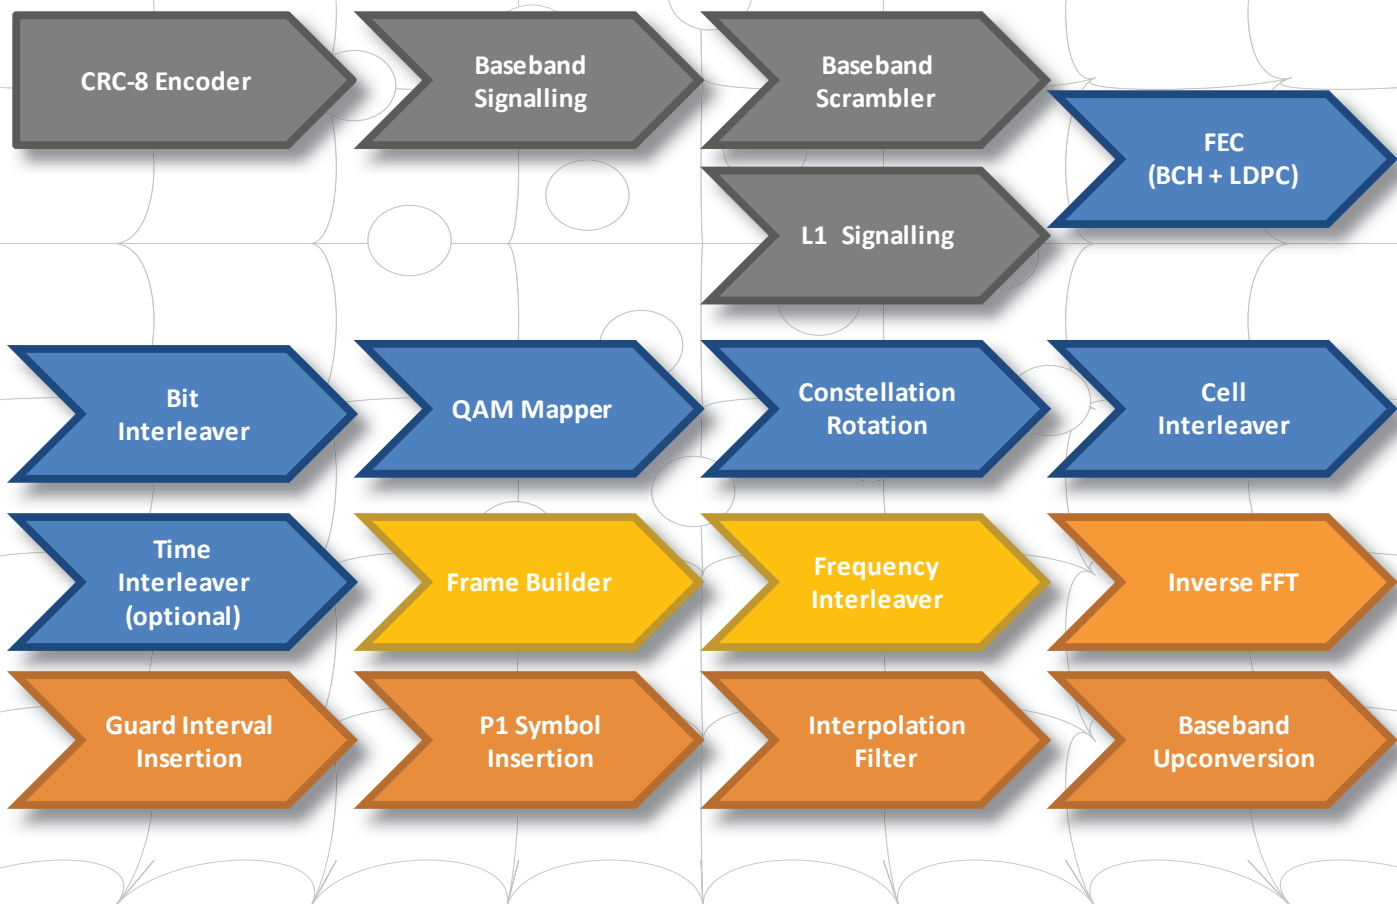 CRC-8 Encoder
Baseband
Signalling
Baseband
Scrambler
FEC
(BCH + LDPC)
L1 Signalling
Bit
Interleaver
QAM Mapper
Constellation
Rotation
Cell
Interleaver
Time
Interleaver
(optional)
Frame Builder
Frequency
Interleaver
Inverse FFT
Guard Interval
Insertion
P1 Symbol
Insertion
Interpolation
Filter
Baseband
Upconversion